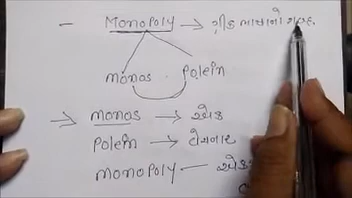 - Monopoly → ગ્રીક ભાષાનો શબ્દ
monos polein
→ monos → એક
Polein → વેચનાર
Monopoly —